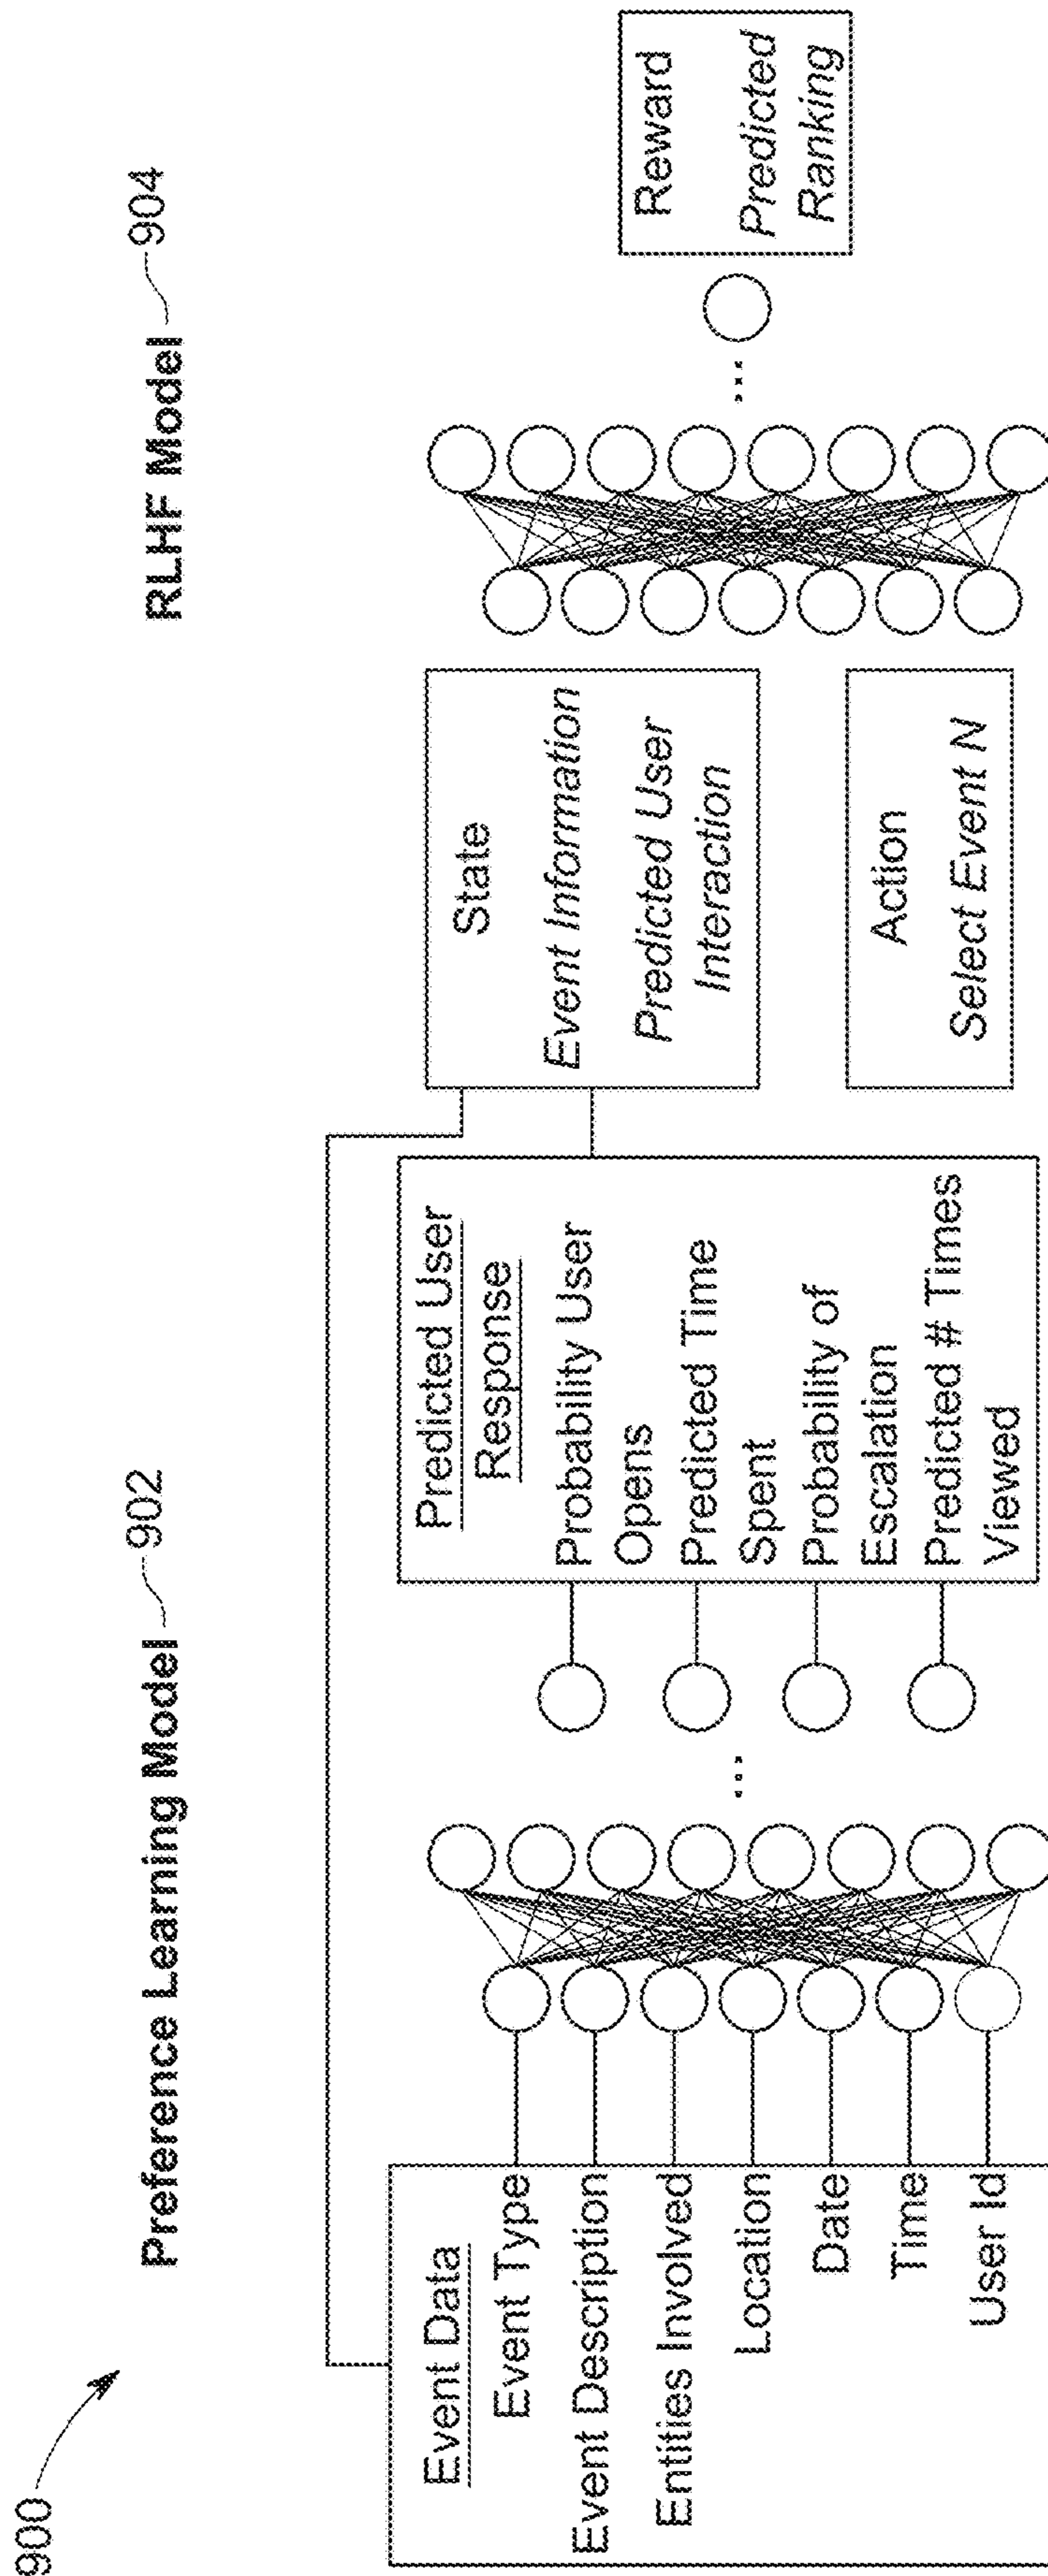 900
Preference Learning Model 902
RLHF Model 904
Event Data
Event Type
Event Description
Entities Involved
Location
Date
Time
User Id
Predicted User
Response
Probability User
Opens
Predicted Time
Spent
Probability of
Escalation
Predicted # Times
Viewed
State
Event Information
Predicted User
Interaction
Action
Select Event N
Reward
Predicted
Ranking